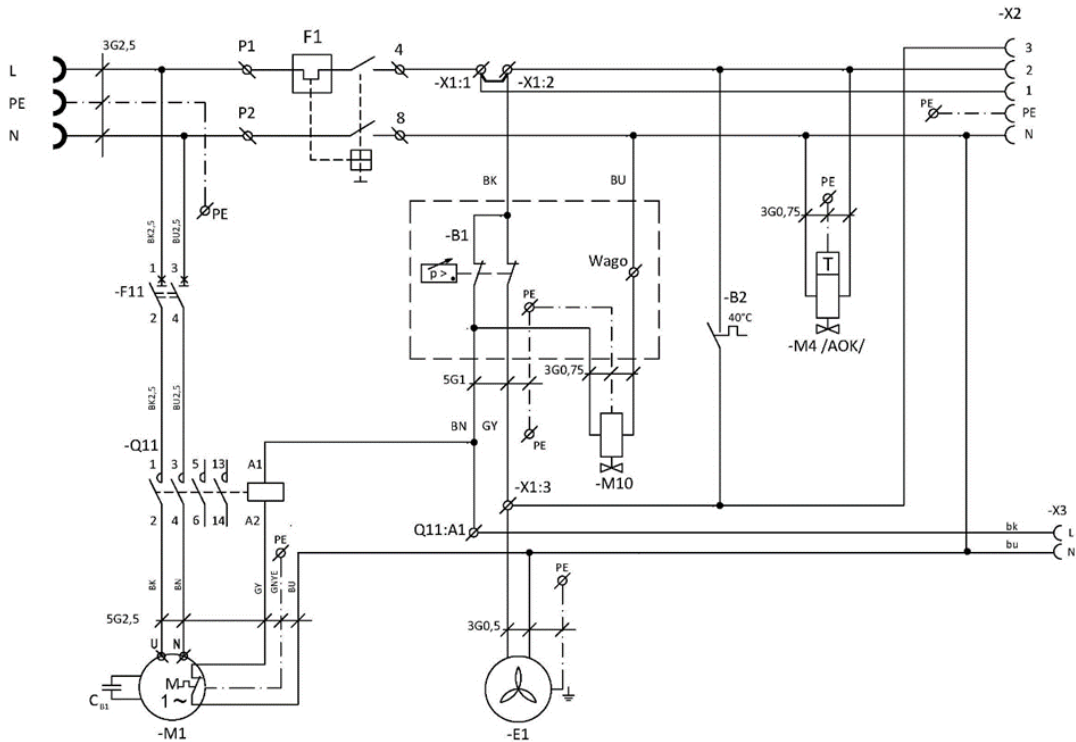 -X2
3G2,5
P1
F1
4
3
L
2
-X1:1
-X1:2
1
PE
PE
PE
P2
8
N
N
BK
BU
PE
3G0,75
PE
BK2,5
BU2,5
-B1
p >
Wago
T
1
3
-F11
2
4
PE
-B2
40°C
-M4 /AOK/
5G1
3G0,75
BK2,5
BU2,5
BN
GY
PE
-Q11
1
3
5
13
A1
-M10
-X1:3
2
4
6
14
A2
Q11:A1
-X3
bk
L
PE
bu
N
BK
BN
GY
GNYE
BU
PE
5G2,5
3G0,5
U
N
M
1 ~
C B1
-M1
-E1